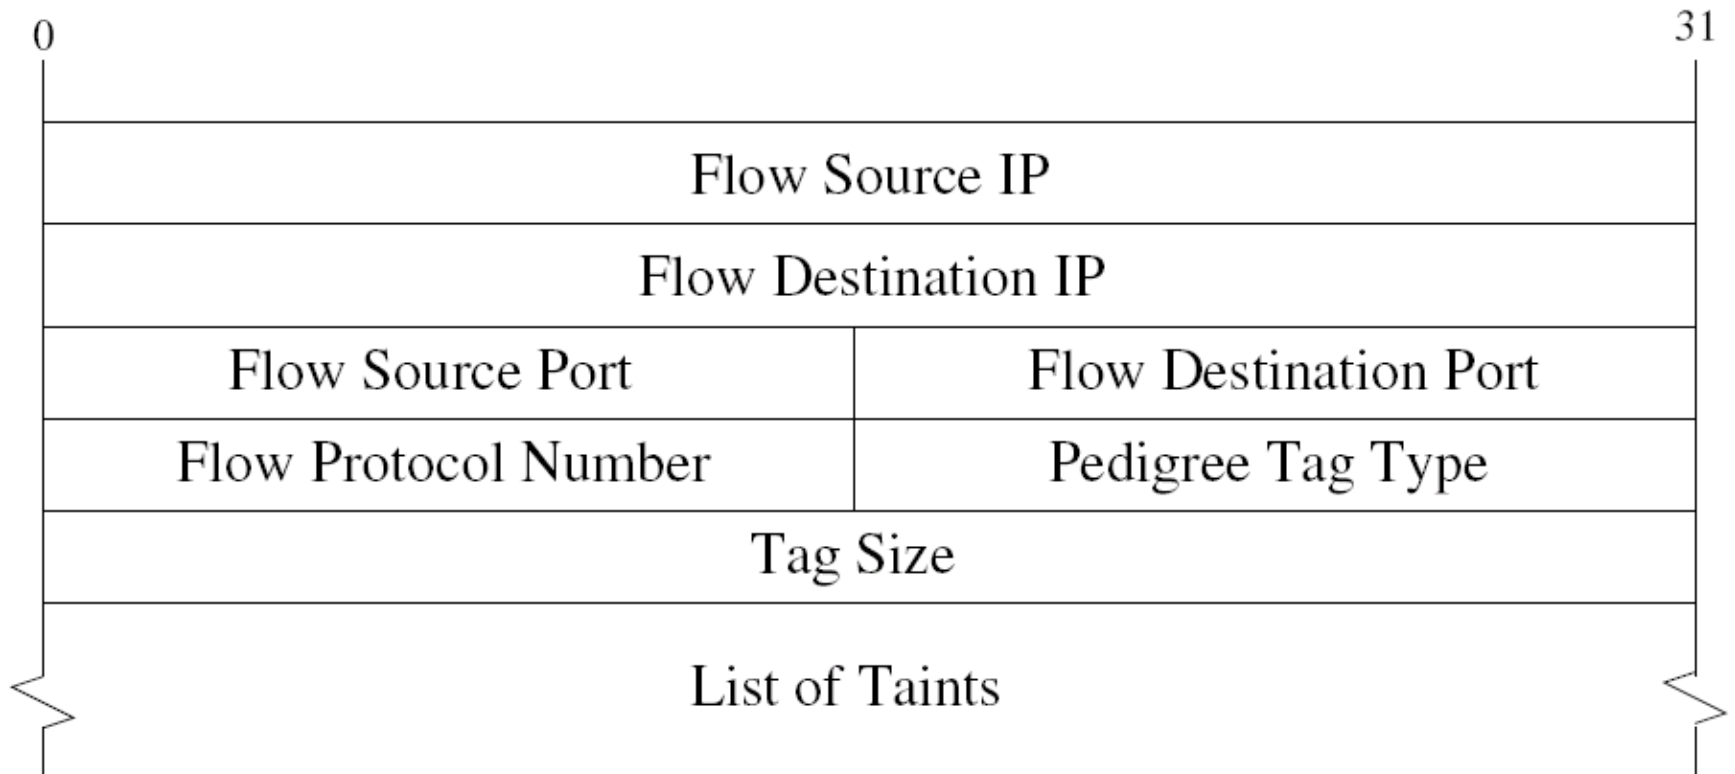 0 31
Flow Source IP
Flow Destination IP
Flow Source Port Flow Destination Port
Flow Protocol Number Pedigree Tag Type
Tag Size
List of Taints